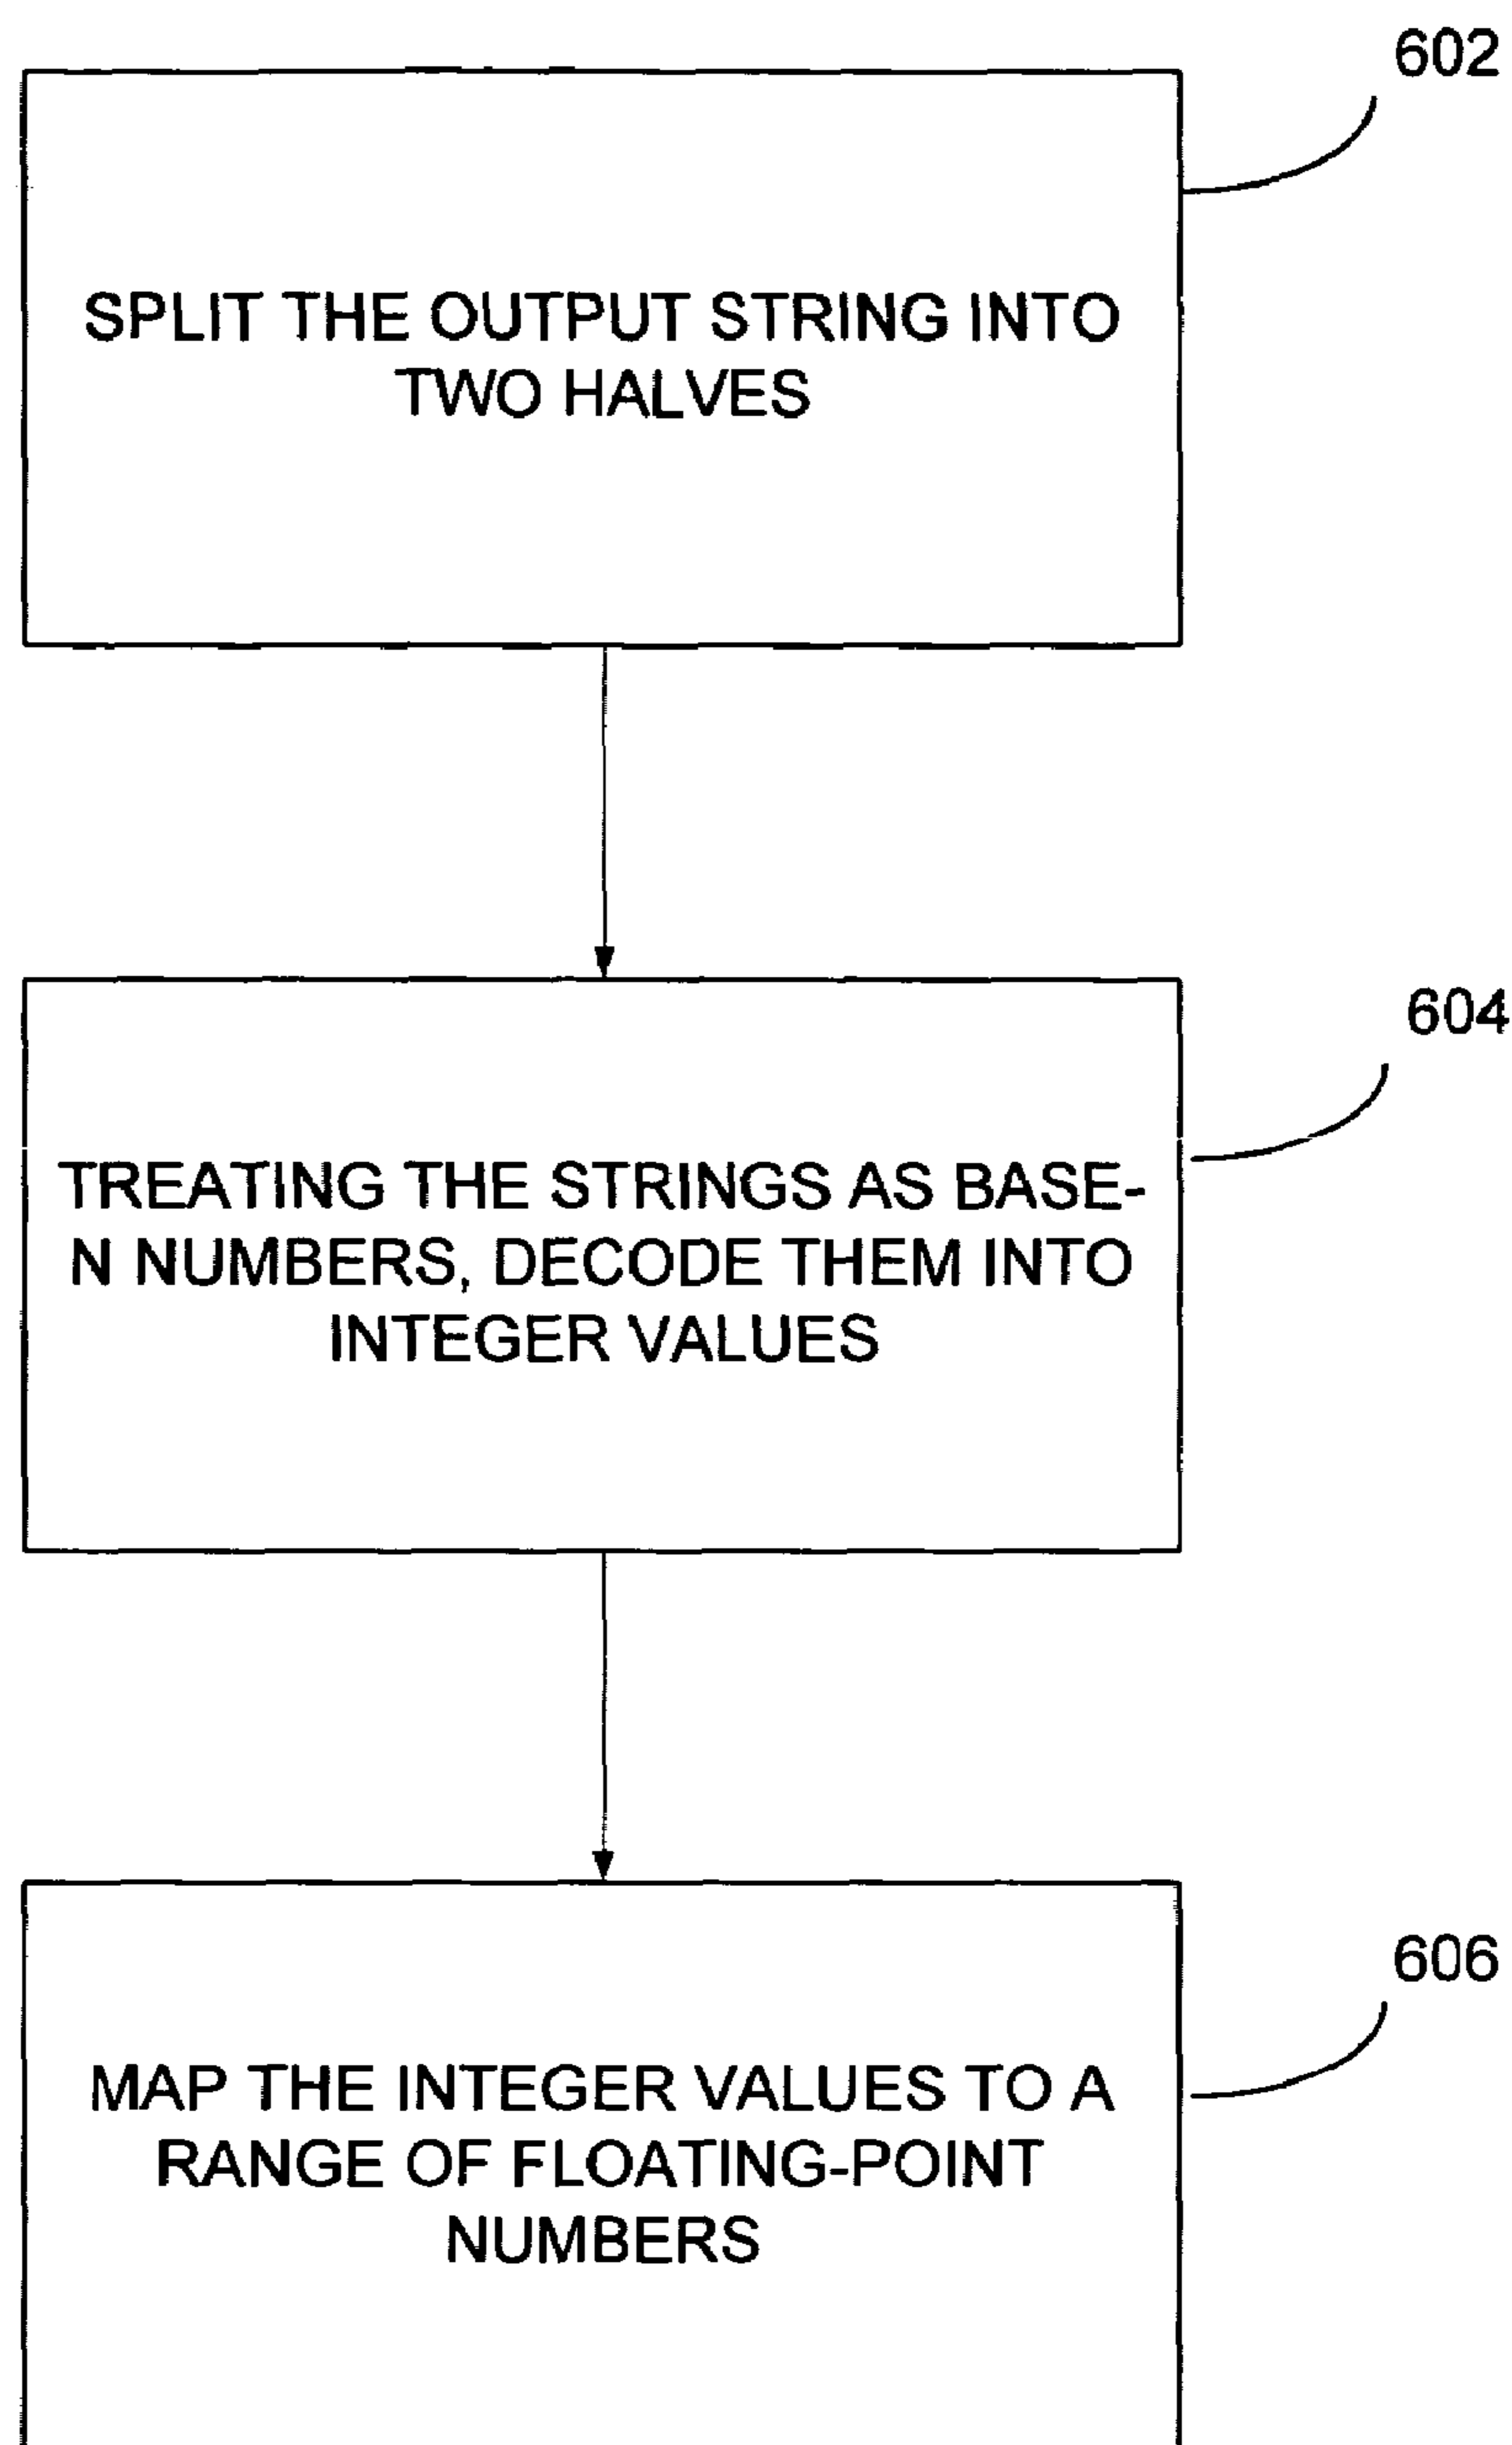 602
SPLIT THE OUTPUT STRING INTO
TWO HALVES
604
TREATING THE STRINGS AS BASE-
N NUMBERS, DECODE THEM INTO
INTEGER VALUES
606
MAP THE INTEGER VALUES TO A
RANGE OF FLOATING-POINT
NUMBERS